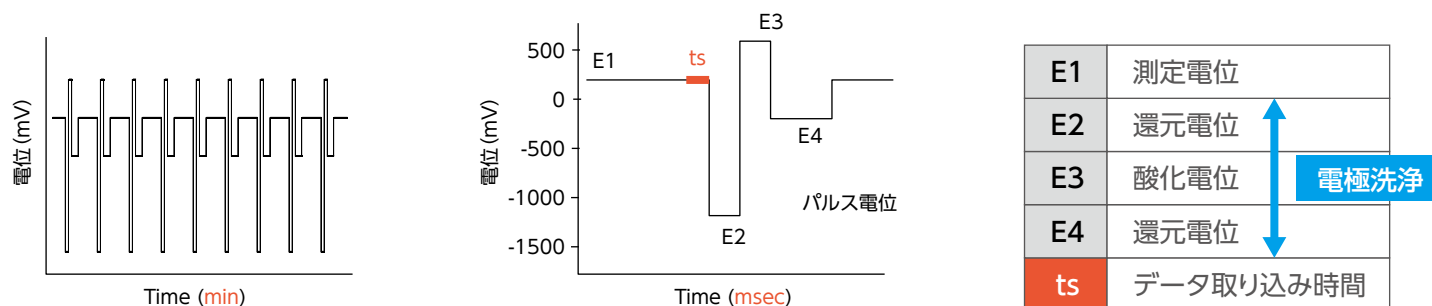 電位 (mV)
Time (min)
電位 (mV)
500
0
-500
-1000
-1500
E1
ts
E3
E4
E2
パルス電位
Time (msec)
E1 測定電位
E2 還元電位
E3 酸化電位
E4 還元電位
ts データ取り込み時間
電極洗浄